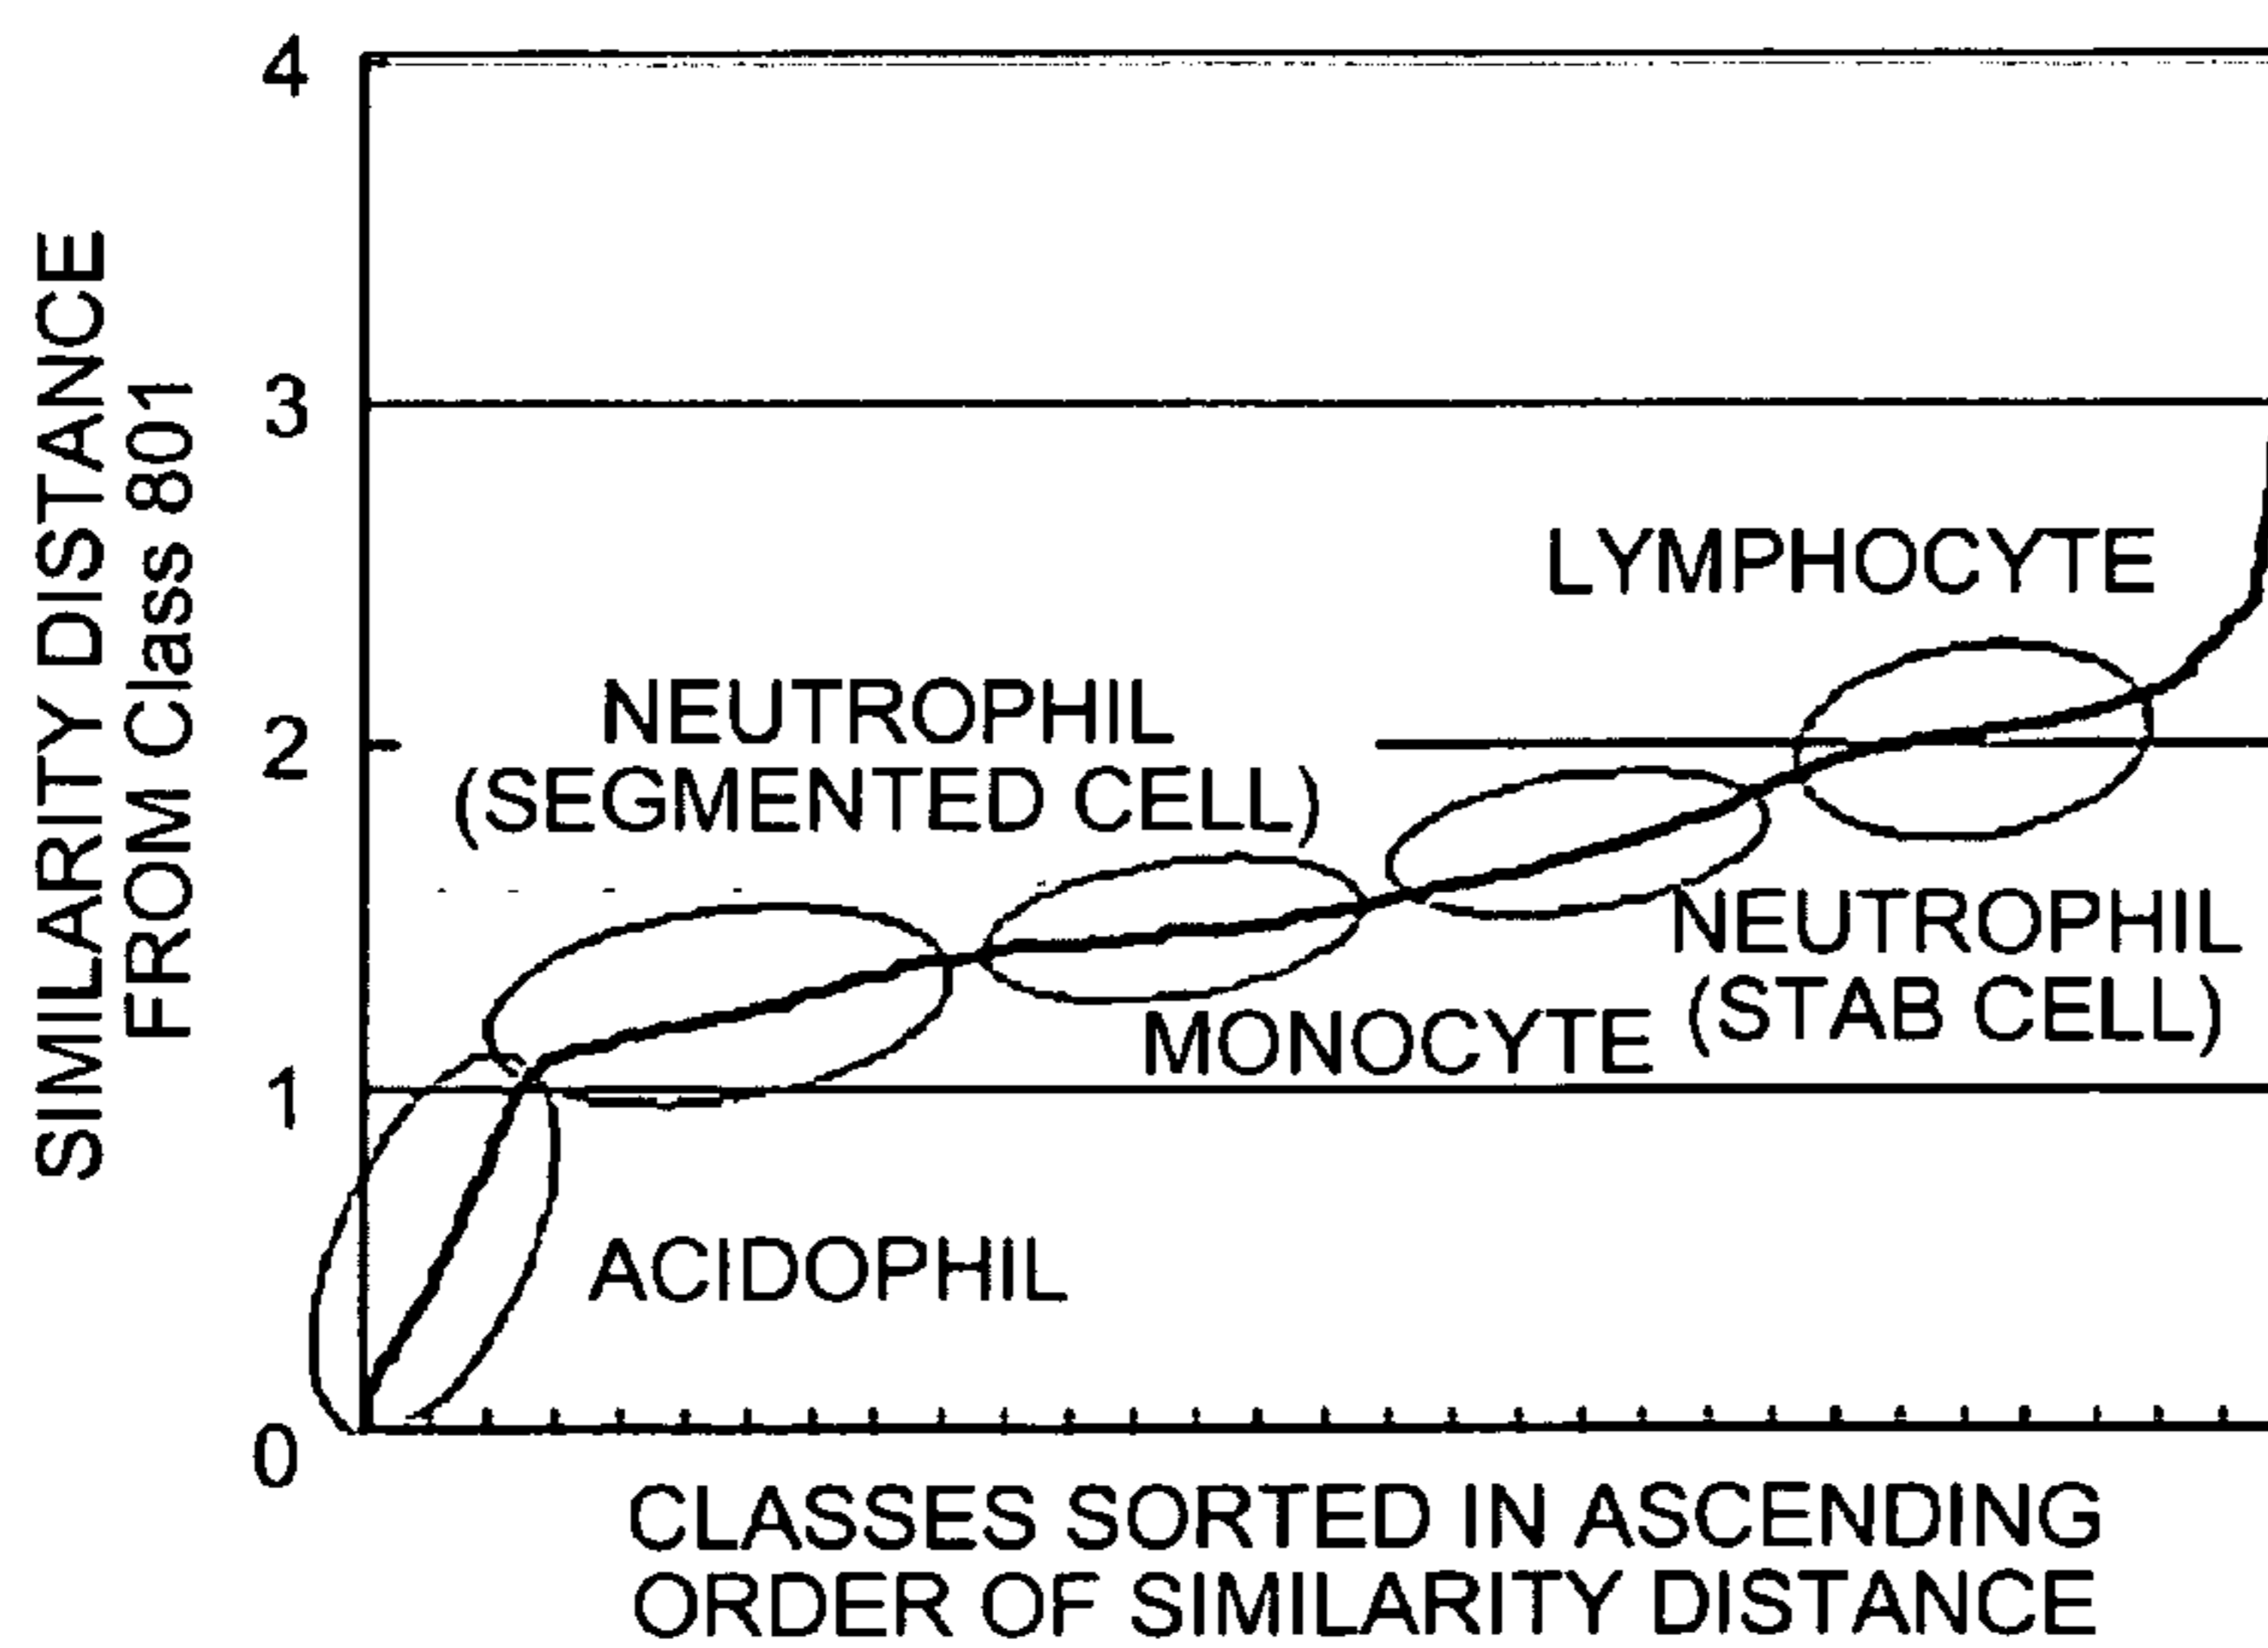 4
3
2
1
0
SIMILARITY DISTANCE
FROM Class 801
LYMPHOCYTE
NEUTROPHIL
(SEGMENTED CELL)
NEUTROPHIL
(STAB CELL)
MONOCYTE
ACIDOPHIL
CLASSES SORTED IN ASCENDING
ORDER OF SIMILARITY DISTANCE